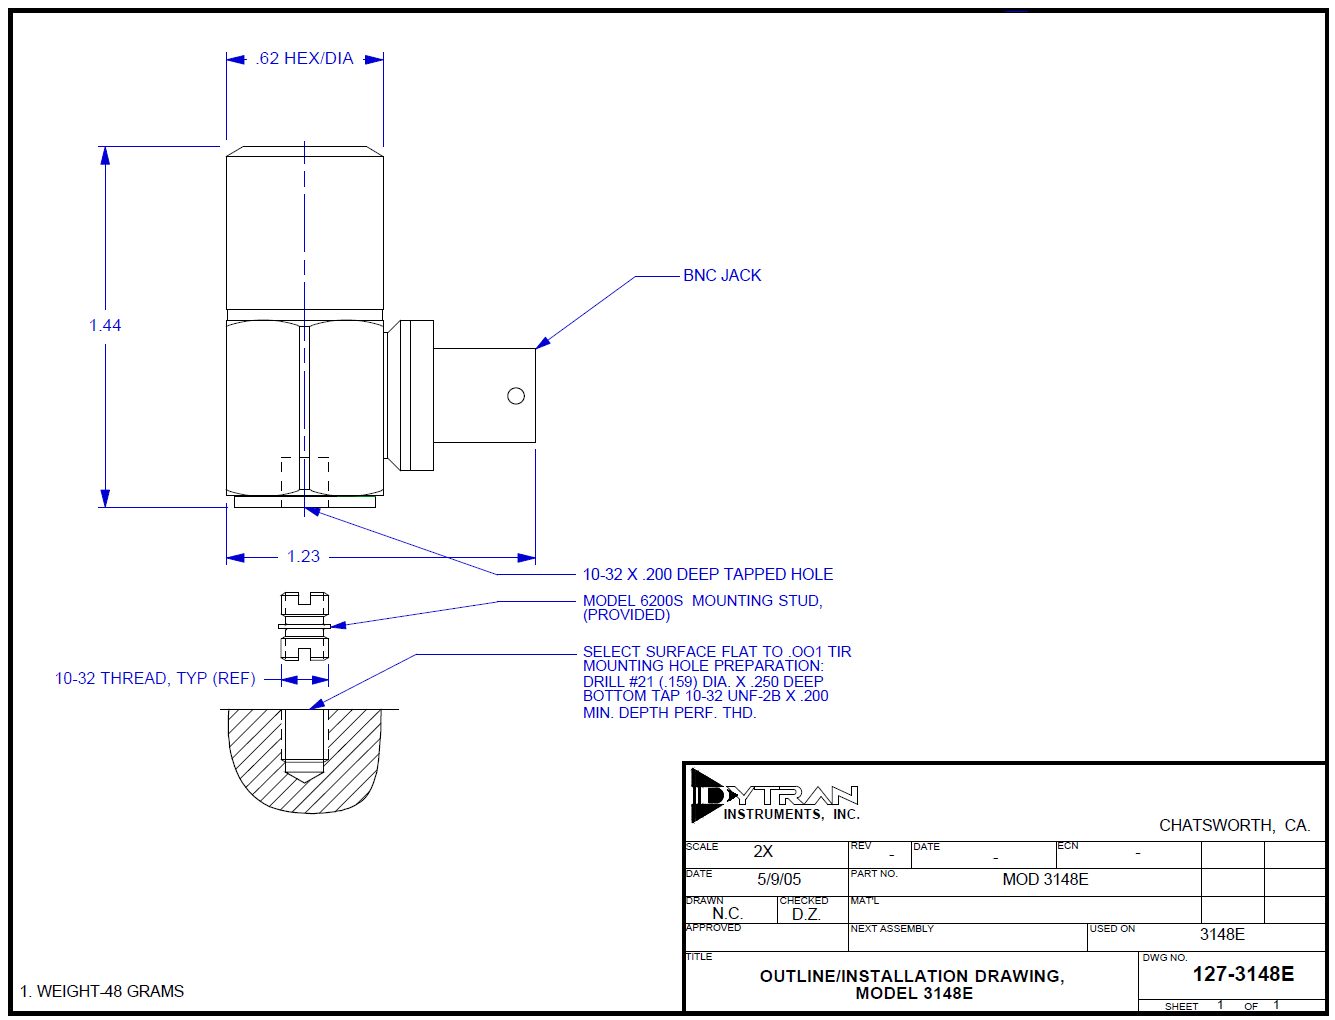 .62 HEX/DIA
BNC JACK
1.44
1.23
10-32 X .200 DEEP TAPPED HOLE
MODEL 6200S MOUNTING STUD,
(PROVIDED)
SELECT SURFACE FLAT TO .OO1 TIR
MOUNTING HOLE PREPARATION:
DRILL #21 (.159) DIA. X .250 DEEP
BOTTOM TAP 10-32 UNF-2B X .200
MIN. DEPTH PERF. THD.
10-32 THREAD, TYP (REF)
DYTRAN
INSTRUMENTS, INC.
CHATSWORTH, CA.
SCALE 2X REV - DATE - ECN -
DATE 5/9/05 PART NO. MOD 3148E
DRAWN N.C. CHECKED D.Z. MAT'L
APPROVED NEXT ASSEMBLY USED ON 3148E
TITLE OUTLINE/INSTALLATION DRAWING,
MODEL 3148E
DWG NO. 127-3148E
SHEET 1 OF 1
1. WEIGHT-48 GRAMS